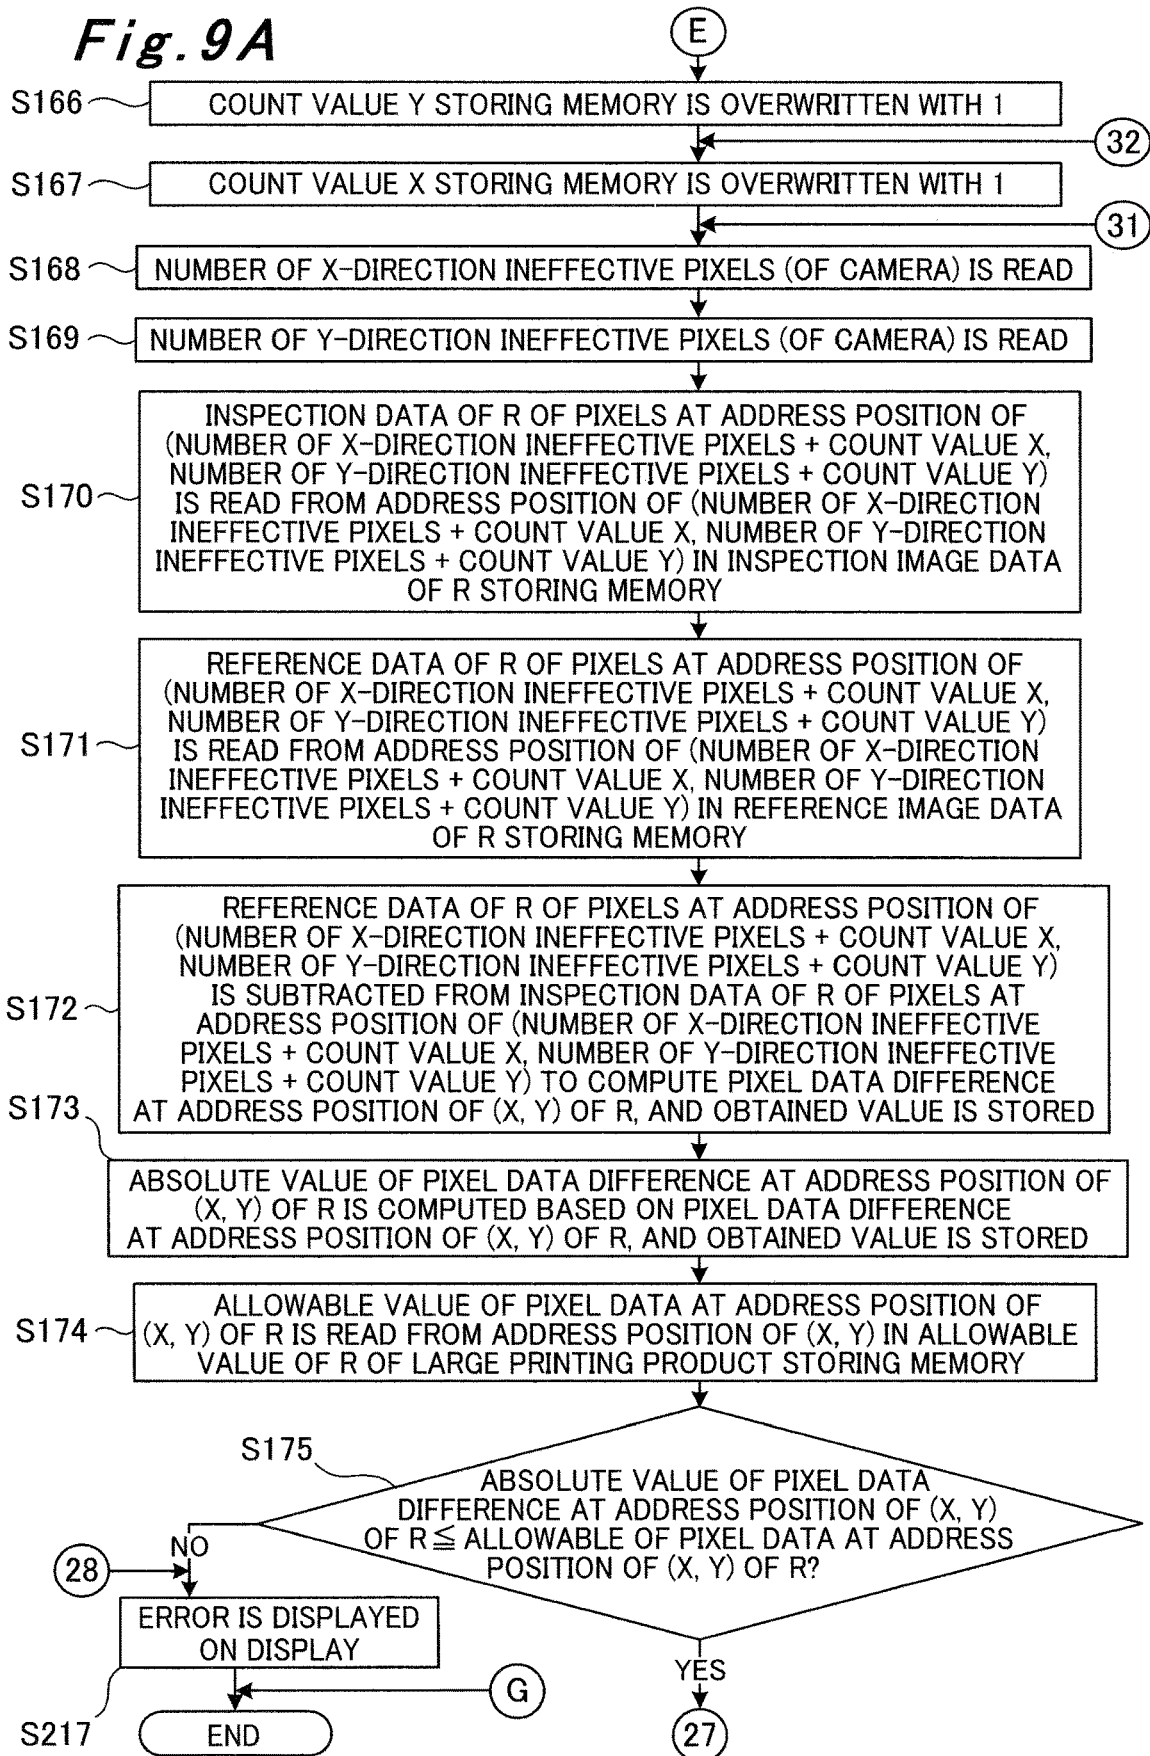 Fig. 9A
E
S166
COUNT VALUE Y STORING MEMORY IS OVERWRITTEN WITH 1
32
S167
COUNT VALUE X STORING MEMORY IS OVERWRITTEN WITH 1
31
S168
NUMBER OF X-DIRECTION INEFFECTIVE PIXELS (OF CAMERA) IS READ
S169
NUMBER OF Y-DIRECTION INEFFECTIVE PIXELS (OF CAMERA) IS READ
S170
INSPECTION DATA OF R OF PIXELS AT ADDRESS POSITION OF
(NUMBER OF X-DIRECTION INEFFECTIVE PIXELS + COUNT VALUE X,
NUMBER OF Y-DIRECTION INEFFECTIVE PIXELS + COUNT VALUE Y)
IS READ FROM ADDRESS POSITION OF (NUMBER OF X-DIRECTION
INEFFECTIVE PIXELS + COUNT VALUE X, NUMBER OF Y-DIRECTION
INEFFECTIVE PIXELS + COUNT VALUE Y) IN INSPECTION IMAGE DATA
OF R STORING MEMORY
S171
REFERENCE DATA OF R OF PIXELS AT ADDRESS POSITION OF
(NUMBER OF X-DIRECTION INEFFECTIVE PIXELS + COUNT VALUE X,
NUMBER OF Y-DIRECTION INEFFECTIVE PIXELS + COUNT VALUE Y)
IS READ FROM ADDRESS POSITION OF (NUMBER OF X-DIRECTION
INEFFECTIVE PIXELS + COUNT VALUE X, NUMBER OF Y-DIRECTION
INEFFECTIVE PIXELS + COUNT VALUE Y) IN REFERENCE IMAGE DATA
OF R STORING MEMORY
S172
REFERENCE DATA OF R OF PIXELS AT ADDRESS POSITION OF
(NUMBER OF X-DIRECTION INEFFECTIVE PIXELS + COUNT VALUE X,
NUMBER OF Y-DIRECTION INEFFECTIVE PIXELS + COUNT VALUE Y)
IS SUBTRACTED FROM INSPECTION DATA OF R OF PIXELS AT
ADDRESS POSITION OF (NUMBER OF X-DIRECTION INEFFECTIVE
PIXELS + COUNT VALUE X, NUMBER OF Y-DIRECTION INEFFECTIVE
PIXELS + COUNT VALUE Y) TO COMPUTE PIXEL DATA DIFFERENCE
AT ADDRESS POSITION OF (X, Y) OF R, AND OBTAINED VALUE IS STORED
S173
ABSOLUTE VALUE OF PIXEL DATA DIFFERENCE AT ADDRESS POSITION OF
(X, Y) OF R IS COMPUTED BASED ON PIXEL DATA DIFFERENCE
AT ADDRESS POSITION OF (X, Y) OF R, AND OBTAINED VALUE IS STORED
S174
ALLOWABLE VALUE OF PIXEL DATA AT ADDRESS POSITION OF
(X, Y) OF R IS READ FROM ADDRESS POSITION OF (X, Y) IN ALLOWABLE
VALUE OF R OF LARGE PRINTING PRODUCT STORING MEMORY
S175
ABSOLUTE VALUE OF PIXEL DATA
DIFFERENCE AT ADDRESS POSITION OF (X, Y)
OF R ≦ ALLOWABLE OF PIXEL DATA AT ADDRESS
POSITION OF (X, Y) OF R?
NO
28
ERROR IS DISPLAYED
ON DISPLAY
YES
G
S217
END
27